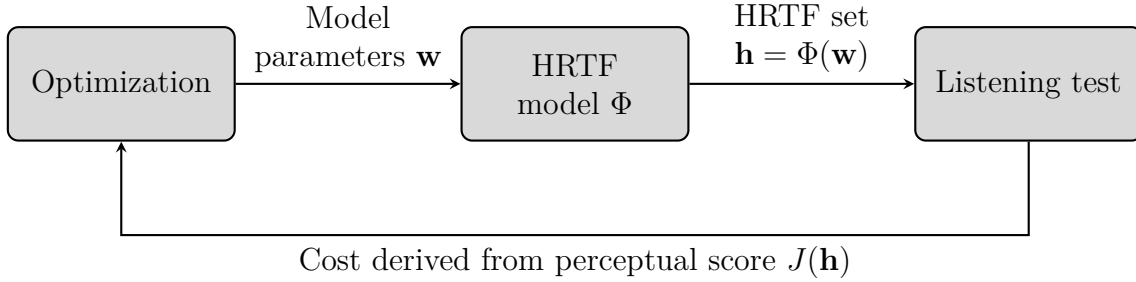 Optimization
Model
parameters w
HRTF
model Φ
HRTF set
h = Φ(w)
Listening test
Cost derived from perceptual score J(h)